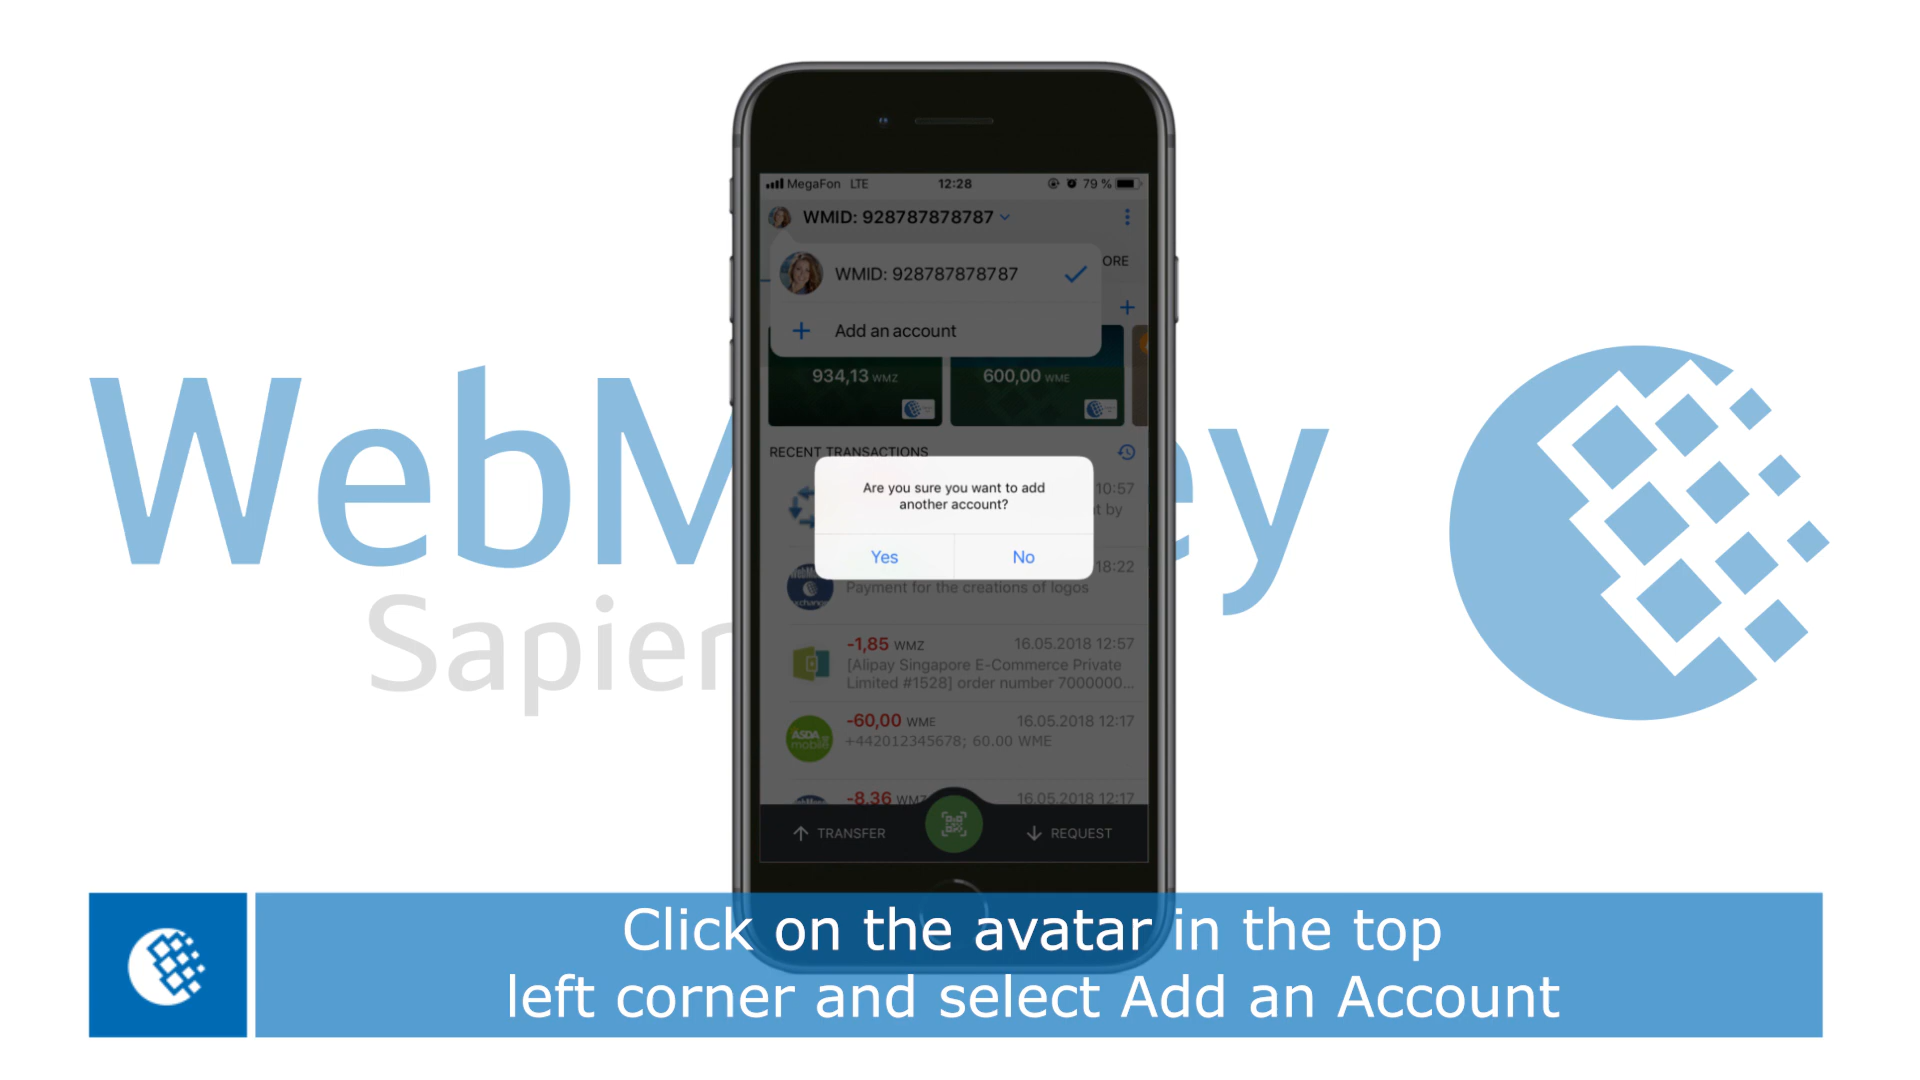 MegaFon LTE 12:28 79 %
WMID: 928787878787
WMID: 928787878787
ORE
Add an account
934,13 WMZ
600,00 WME
RECENT TRANSACTIONS
Are you sure you want to add
another account?
10:57
t by
Yes
No
18:22
Payment for the creations of logos
-1,85 WMZ 16.05.2018 12:57
[Alipay Singapore E-Commerce Private
Limited #1528] order number 7000000...
-60,00 WME 16.05.2018 12:17
ASDA
mobile
+442012345678; 60.00 WME
-8,36 WMZ 16.05.2018 12:17
TRANSFER
REQUEST
WebM ey
Sapien
Click on the avatar in the top
left corner and select Add an Account